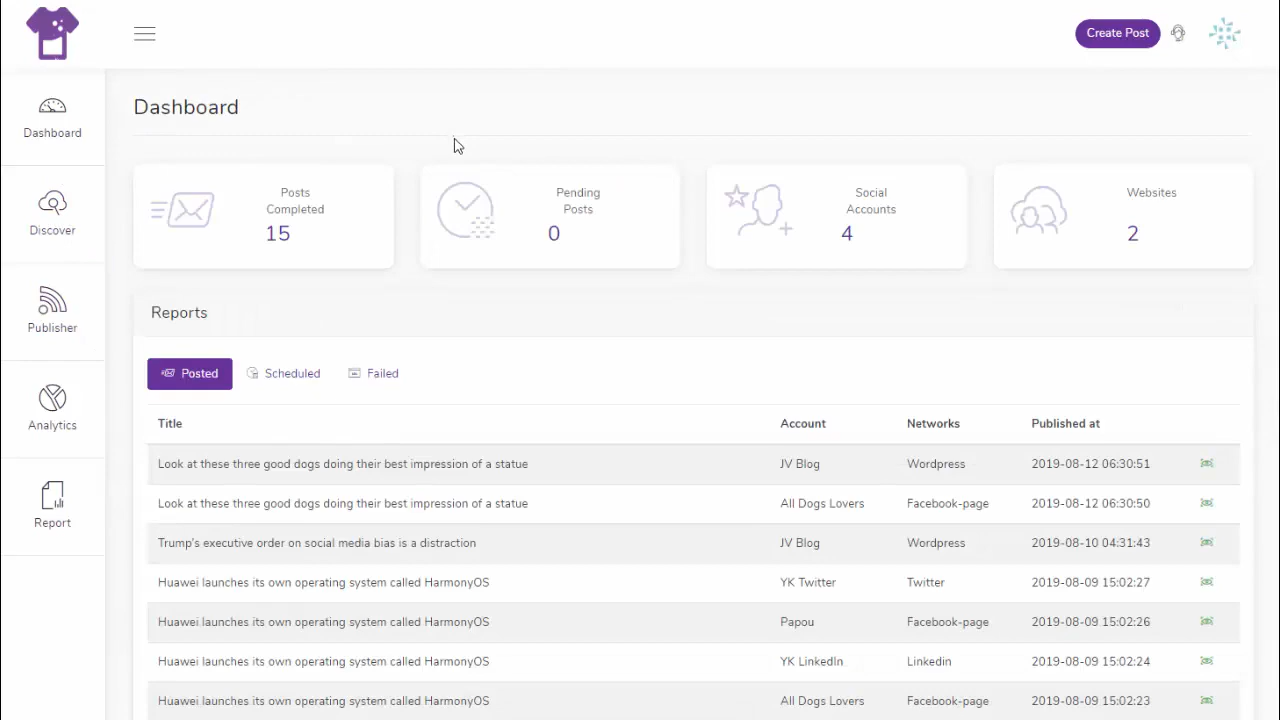 Create Post
Dashboard
Dashboard
Discover
Publisher
Analytics
Report
Posts
Completed
15
Pending
Posts
0
Social
Accounts
4
Websites
2
Reports
Posted Scheduled Failed
Title Account Networks Published at
Look at these three good dogs doing their best impression of a statue JV Blog Wordpress 2019-08-12 06:30:51
Look at these three good dogs doing their best impression of a statue All Dogs Lovers Facebook-page 2019-08-12 06:30:50
Trump's executive order on social media bias is a distraction JV Blog Wordpress 2019-08-10 04:31:43
Huawei launches its own operating system called HarmonyOS YK Twitter Twitter 2019-08-09 15:02:27
Huawei launches its own operating system called HarmonyOS Papou Facebook-page 2019-08-09 15:02:26
Huawei launches its own operating system called HarmonyOS YK LinkedIn Linkedin 2019-08-09 15:02:24
Huawei launches its own operating system called HarmonyOS All Dogs Lovers Facebook-page 2019-08-09 15:02:23